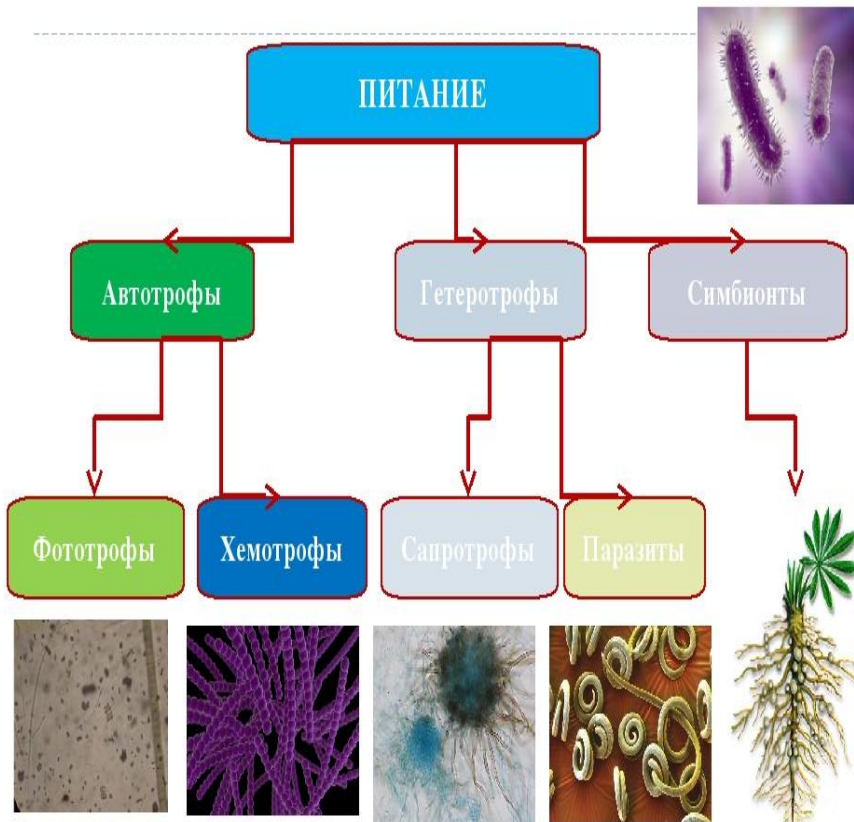 ПИТАНИЕ
Автотрофы
Гетеротрофы
Симбионты
Фототрофы
Хемотрофы
Сапротрофы
Паразиты